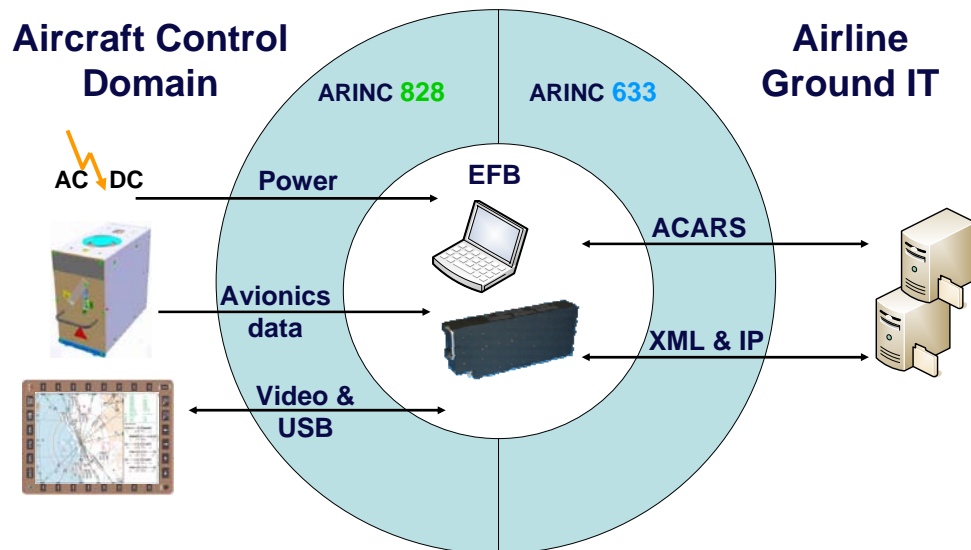 Aircraft Control
Domain
Airline
Ground IT
ARINC 828
ARINC 633
AC DC
Power
EFB
ACARS
Avionics
data
XML & IP
Video &
USB